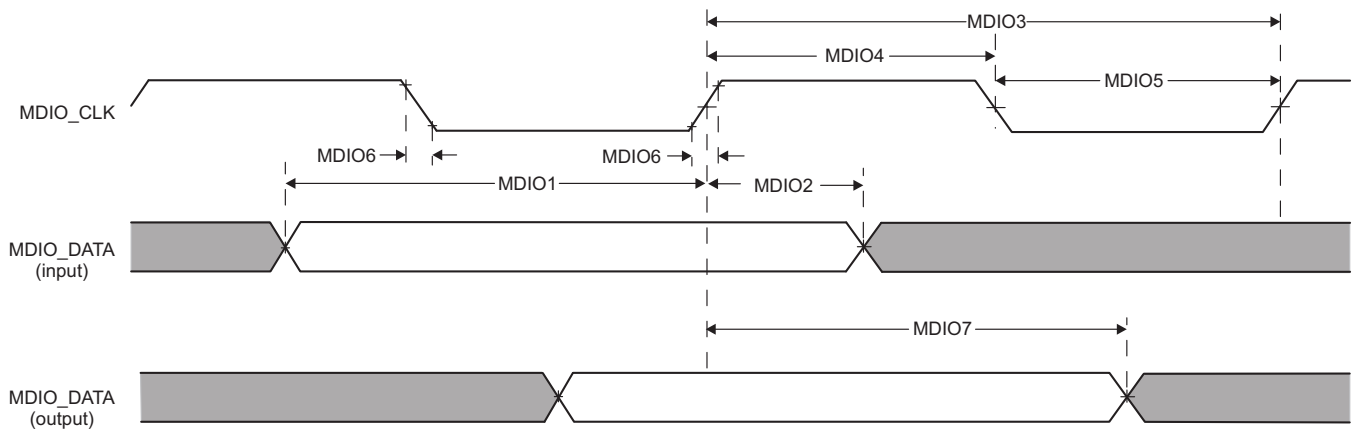 MDIO3
MDIO4
MDIO5
MDIO_CLK
MDIO6
MDIO6
MDIO1
MDIO2
MDIO_DATA
(input)
MDIO7
MDIO_DATA
(output)